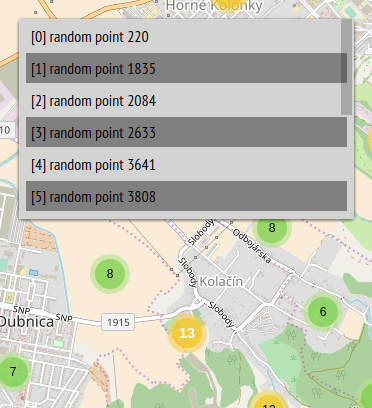 Horné Kolonky
[0] random point 220
[1] random point 1835
[2] random point 2084
[3] random point 2633
[4] random point 3641
[5] random point 3808
10
Slobody
Odbojárska
8
8
Slobody
Kolačín
SNP
SNP
Dubnica
1915
Slobody
6
13
7
12